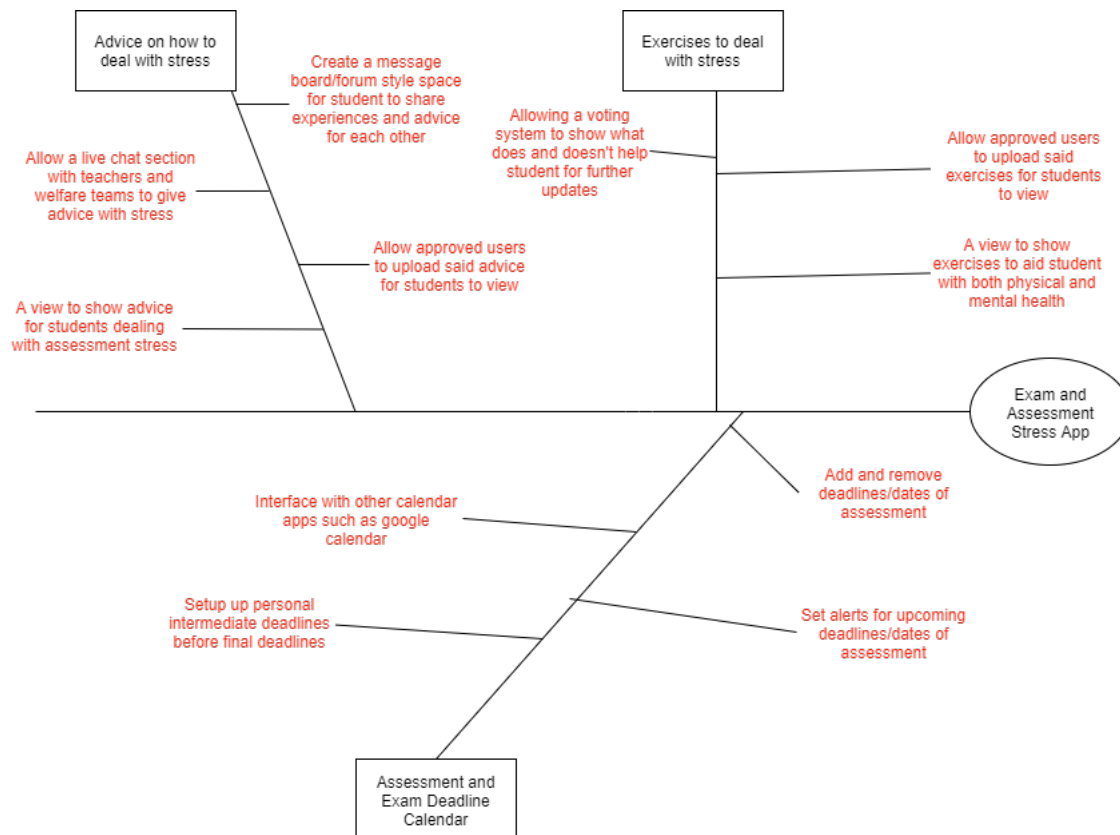 Advice on how to
deal with stress
Create a message
board/forum style space
for student to share
experiences and advice
for each other
Allow a live chat section
with teachers and
welfare teams to give
advice with stress
Allow approved users
to upload said advice
for students to view
A view to show advice
for students dealing
with assessment stress
Exercises to deal
with stress
Allowing a voting
system to show what
does and doesn't help
student for further
updates
Allow approved users
to upload said
exercises for students
to view
A view to show
exercises to aid student
with both physical and
mental health
Exam and
Assessment
Stress App
Add and remove
deadlines/dates of
assessment
Interface with other calendar
apps such as google
calendar
Setup up personal
intermediate deadlines
before final deadlines
Set alerts for upcoming
deadlines/dates of
assessment
Assessment and
Exam Deadline
Calendar